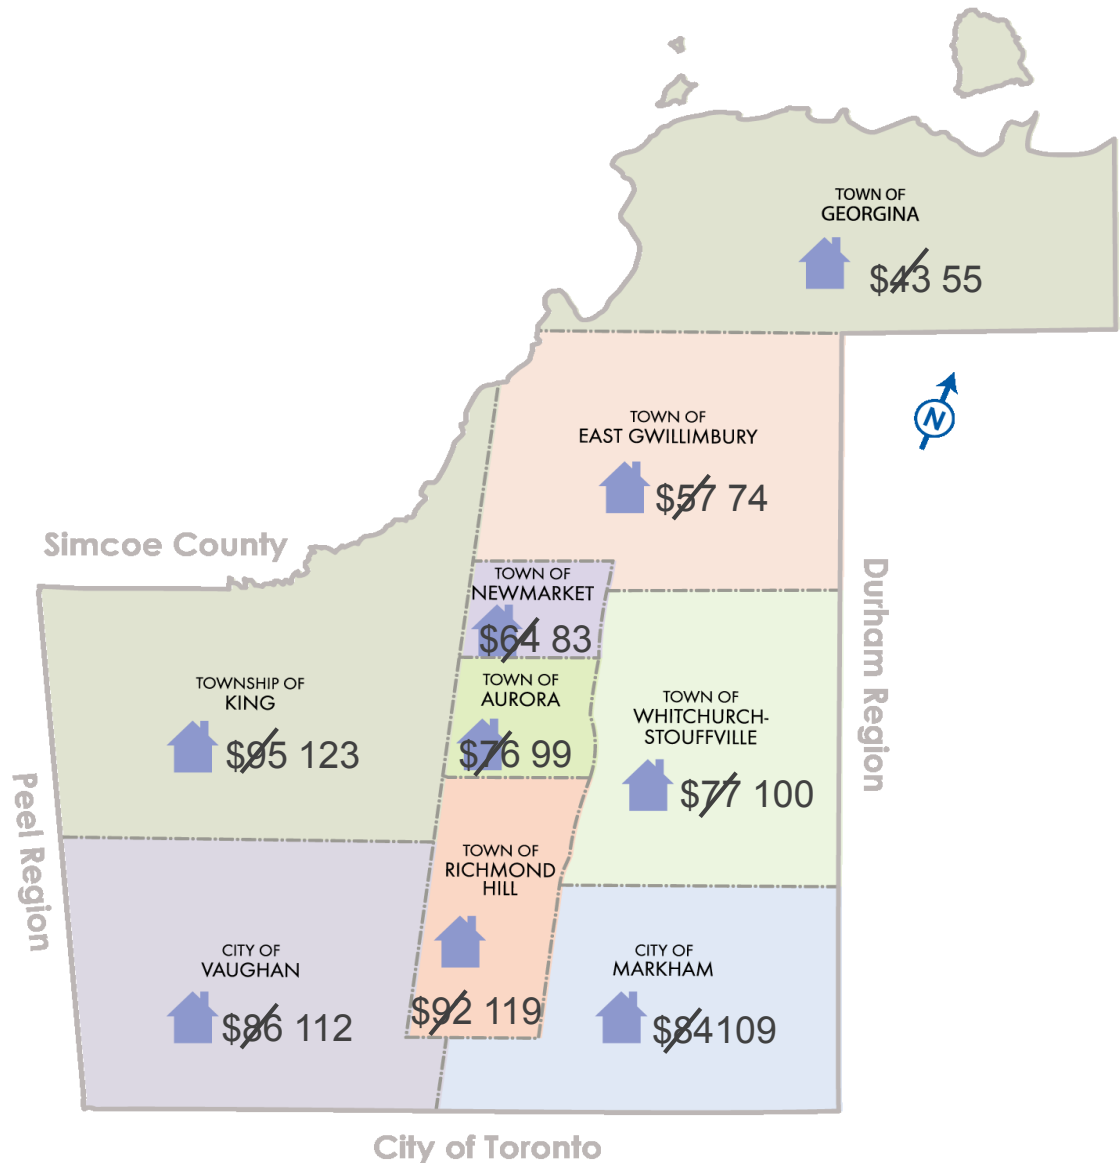 TOWN OF
GEORGINA
$43 55
N
TOWN OF
EAST GWILLIMBURY
$57 74
Simcoe County
Durham Region
TOWN OF
NEWMARKET
$64 83
TOWNSHIP OF
KING
$95 123
TOWN OF
AURORA
$76 99
TOWN OF
WHITCHURCH-
STOUFFVILLE
$77 100
Peel Region
TOWN OF
RICHMOND
HILL
$92 119
CITY OF
VAUGHAN
$86 112
CITY OF
MARKHAM
$84109
City of Toronto